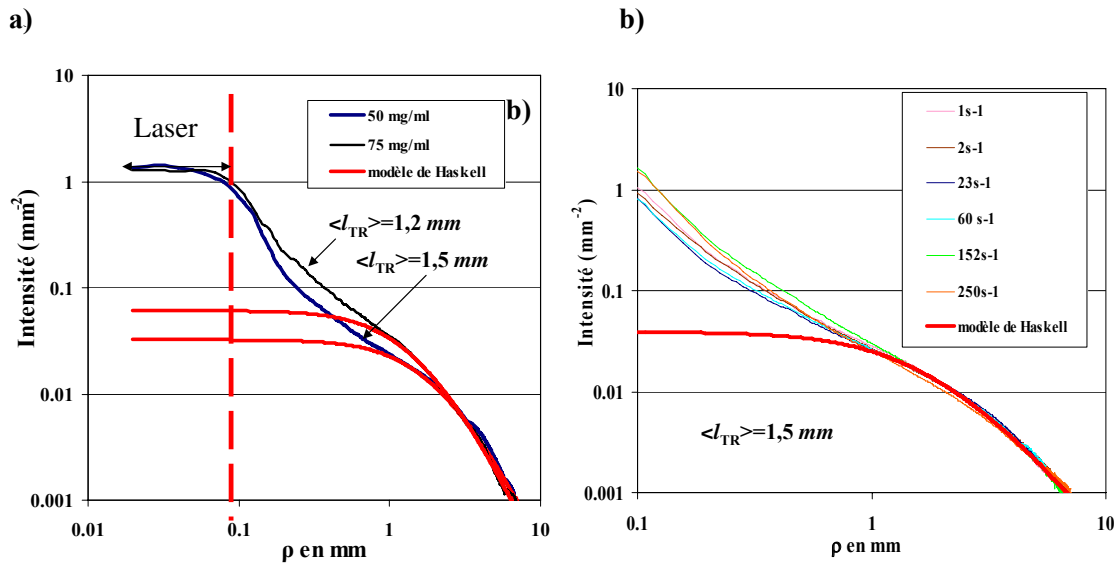 a)
10
1
0.1
0.01
0.001
Intensité (mm⁻²)
Laser
50 mg/ml
75 mg/ml
modèle de Haskell
b)
<lTR>=1,2 mm
<lTR>=1,5 mm
0.01
0.1
1
10
ρ en mm
b)
10
1
0.1
0.01
0.001
Intensité (mm⁻²)
1s-1
2s-1
23s-1
60 s-1
152s-1
250s-1
modèle de Haskell
<lTR>=1,5 mm
0.1
1
10
ρ en mm